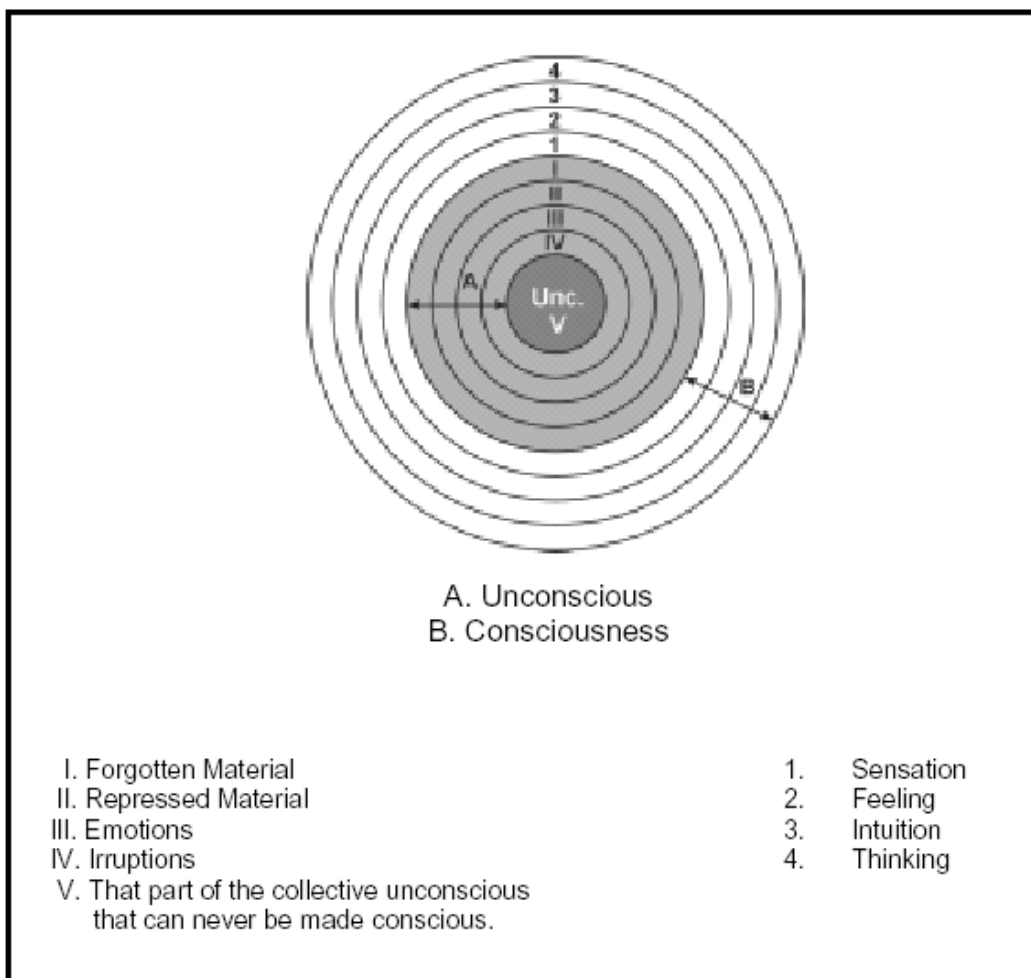 4
3
2
1
I
III
III
IV
A
Unc.
V
B
A. Unconscious
B. Consciousness
I. Forgotten Material
II. Repressed Material
III. Emotions
IV. Irruptions
V. That part of the collective unconscious
that can never be made conscious.
1. Sensation
2. Feeling
3. Intuition
4. Thinking